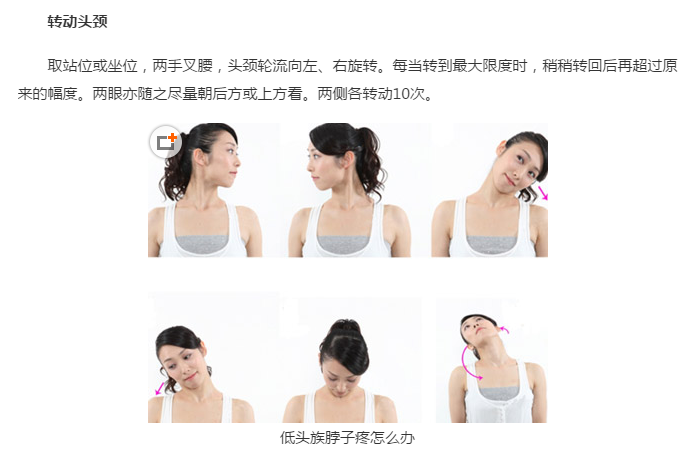 转动头颈
取站位或坐位，两手叉腰，头颈轮流向左、右旋转。每当转到最大限度时，稍稍转回后再超过原
来的幅度。两眼亦随之尽量朝后方或上方看。两侧各转动10次。
低头族脖子疼怎么办